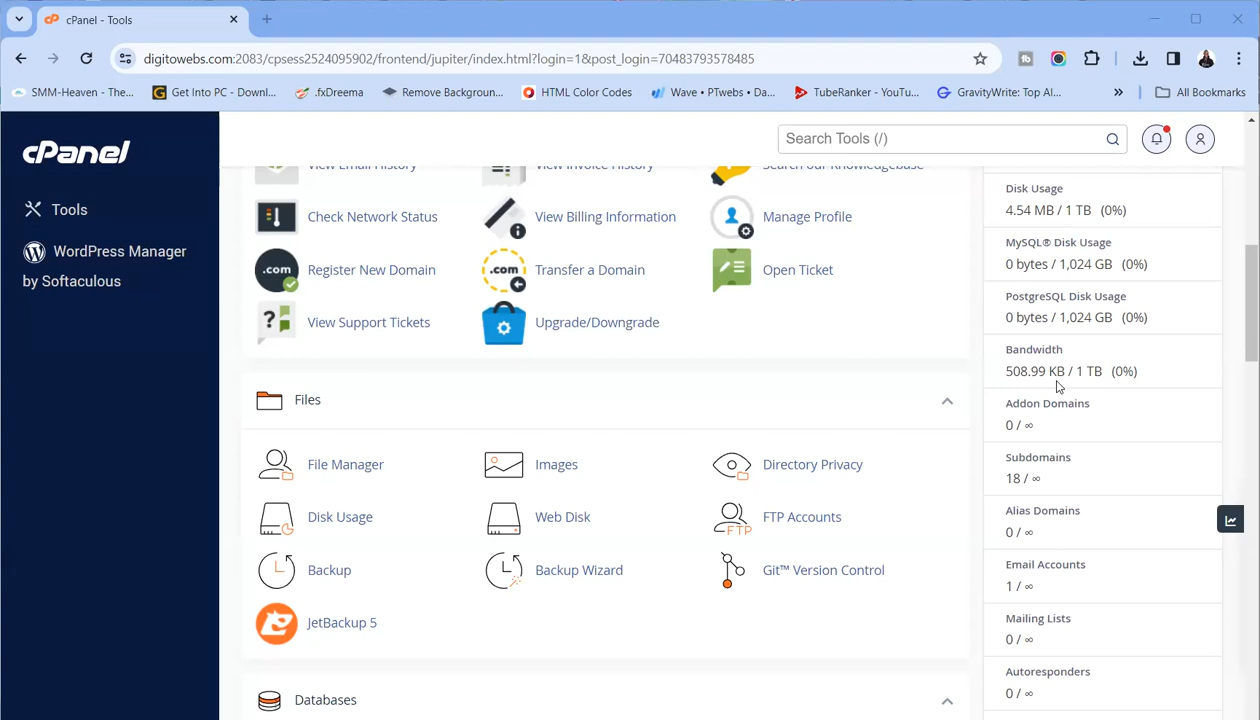 cPanel - Tools
digitowebs.com:2083/cpsess2524095902/frontend/jupiter/index.html?login=1&post_login=70483793578485
SMM-Heaven - The...
Get Into PC - Downl...
.fxDreema
Remove Backgroun...
HTML Color Codes
Wave • PTwebs • Da...
TubeRanker - YouTu...
GravityWrite: Top Al...
All Bookmarks
cPanel
Tools
WordPress Manager
by Softaculous
Search Tools (/)
View Email History
View Invoice History
Search our Knowledgebase
Check Network Status
View Billing Information
Manage Profile
.com
Register New Domain
.com
Transfer a Domain
Open Ticket
View Support Tickets
Upgrade/Downgrade
Files
File Manager
Images
Directory Privacy
Disk Usage
Web Disk
FTP
FTP Accounts
Backup
Backup Wizard
Git™ Version Control
JetBackup 5
Databases
Disk Usage
4.54 MB / 1 TB (0%)
MySQL® Disk Usage
0 bytes / 1,024 GB (0%)
PostgreSQL Disk Usage
0 bytes / 1,024 GB (0%)
Bandwidth
508.99 KB / 1 TB (0%)
Addon Domains
0 / ∞
Subdomains
18 / ∞
Alias Domains
0 / ∞
Email Accounts
1 / ∞
Mailing Lists
0 / ∞
Autoresponders
0 / ∞